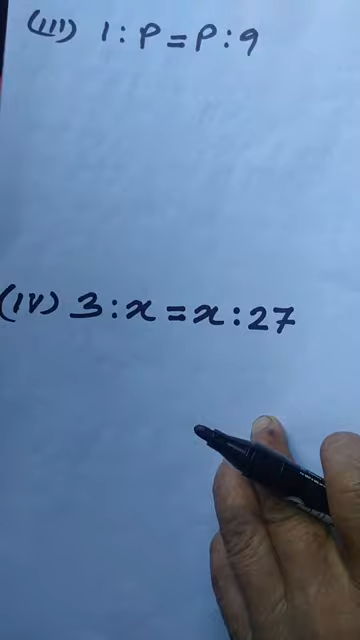 (III) 1 : P = P : 9
(IV) 3 : x = x : 27